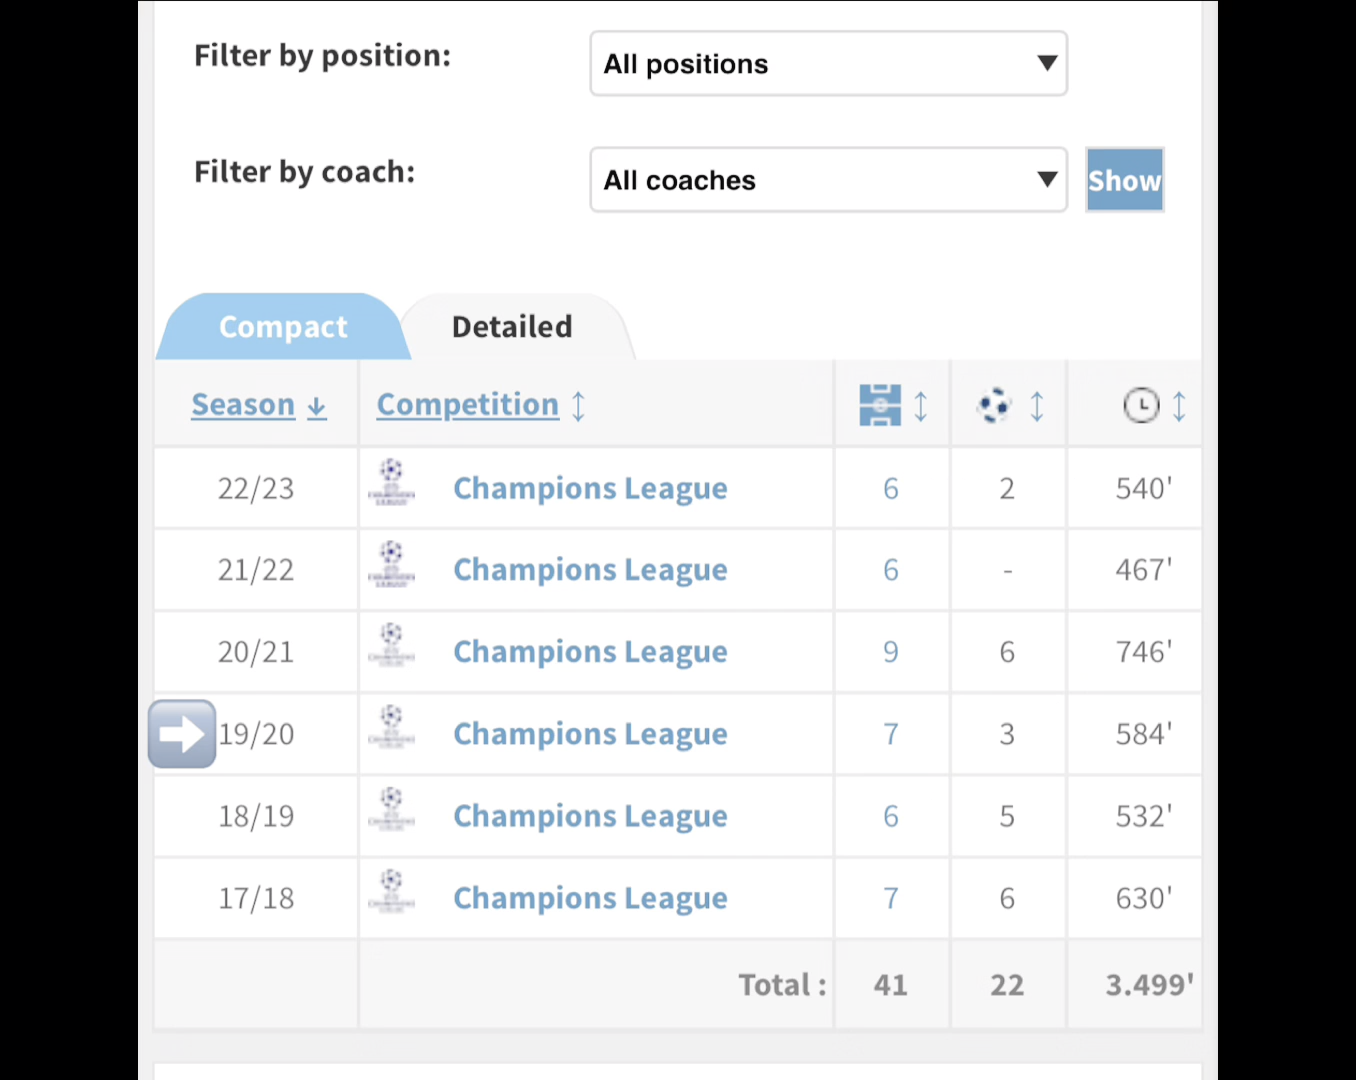 Filter by position:
All positions
Filter by coach:
All coaches
Show
Compact
Detailed
Season Competition
22/23 Champions League 6 2 540'
21/22 Champions League 6 - 467'
20/21 Champions League 9 6 746'
19/20 Champions League 7 3 584'
18/19 Champions League 6 5 532'
17/18 Champions League 7 6 630'
Total : 41 22 3.499'